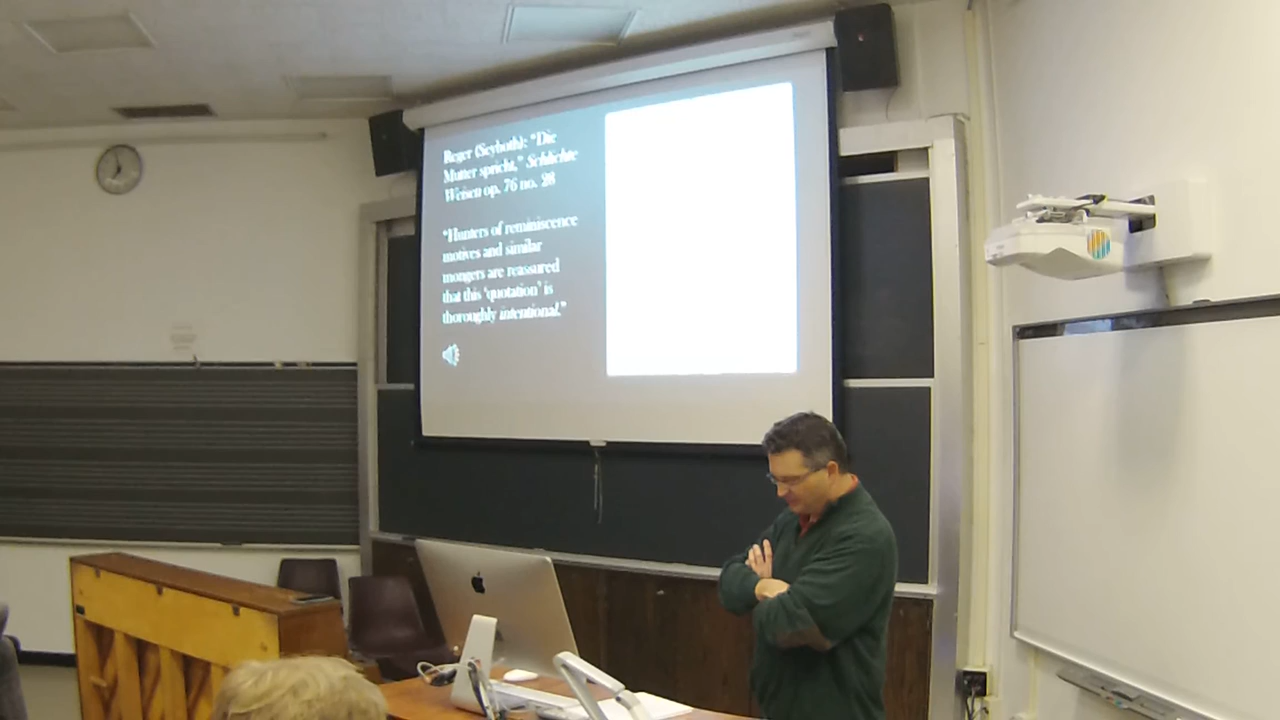 Reger (Seyboth): “Die
Mutter spricht,” Schlichte
Weisen op. 76 no. 28
“Hunters of reminiscence
motives and similar
mongers are reassured
that this ‘quotation’ is
thoroughly intentional.”